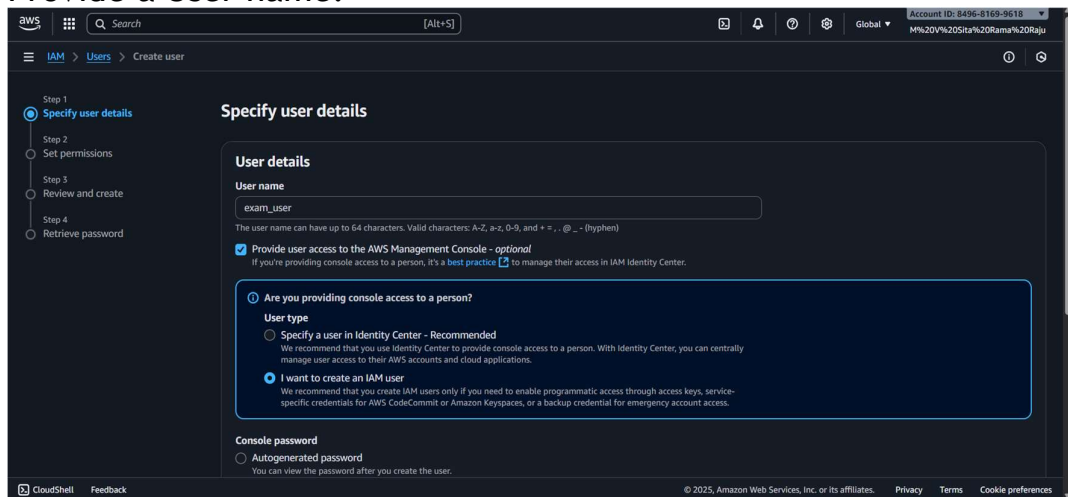 Provide a User name.
aws
Search
[Alt+S]
Global
Account ID: 8496-8169-9618
M%20V%20Sita%20Rama%20Raju
IAM > Users > Create user
Step 1
Specify user details
Step 2
Set permissions
Step 3
Review and create
Step 4
Retrieve password
Specify user details
User details
User name
exam_user
The user name can have up to 64 characters. Valid characters: A-Z, a-z, 0-9, and + = , . @ _ - (hyphen)
Provide user access to the AWS Management Console - optional
If you're providing console access to a person, it's a best practice to manage their access in IAM Identity Center.
Are you providing console access to a person?
User type
Specify a user in Identity Center - Recommended
We recommend that you use Identity Center to provide console access to a person. With Identity Center, you can centrally
manage user access to their AWS accounts and cloud applications.
I want to create an IAM user
We recommend that you create IAM users only if you need to enable programmatic access through access keys, service-
specific credentials for AWS CodeCommit or Amazon Keyspaces, or a backup credential for emergency account access.
Console password
Autogenerated password
You can view the password after you create the user.
CloudShell Feedback
© 2025, Amazon Web Services, Inc. or its affiliates. Privacy Terms Cookie preferences